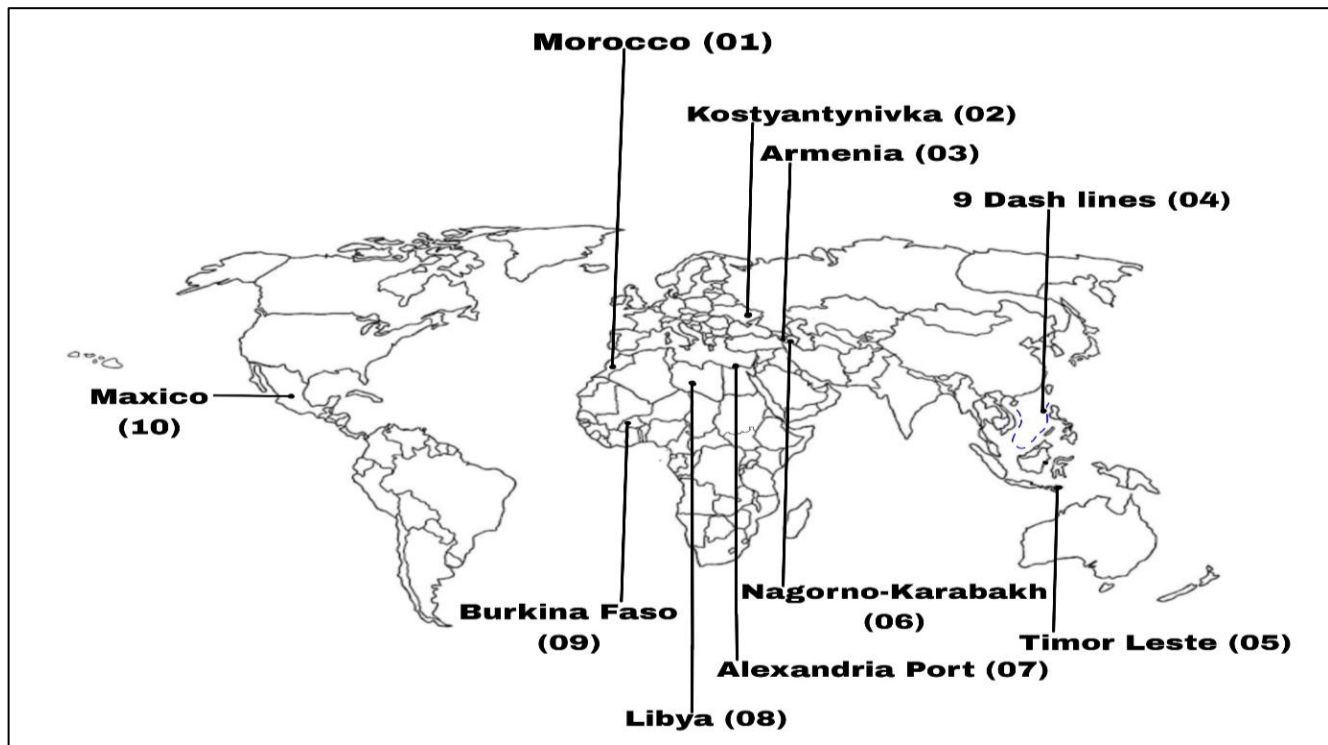 Morocco (01)
Kostyantynivka (02)
Armenia (03)
9 Dash lines (04)
Maxico
(10)
Nagorno-Karabakh
(06)
Burkina Faso
(09)
Timor Leste (05)
Alexandria Port (07)
Libya (08)